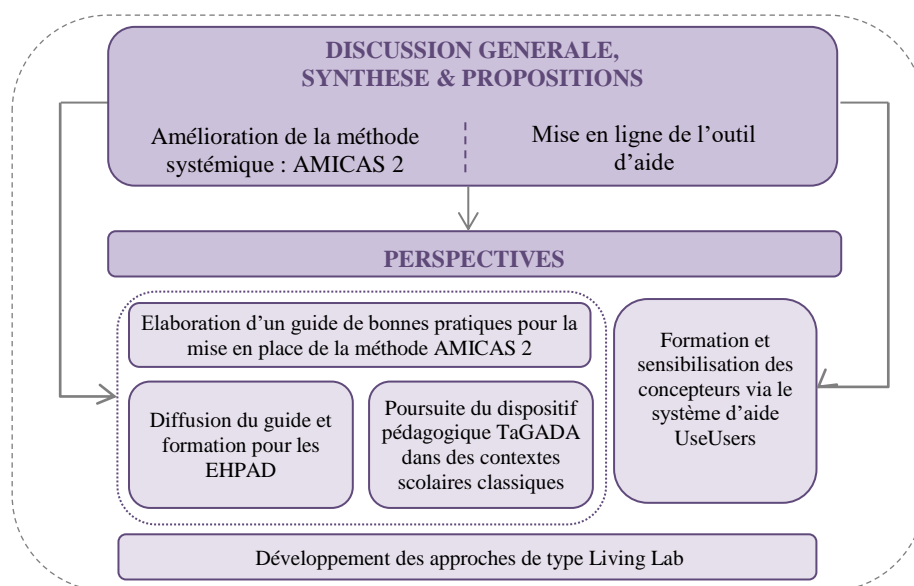 DISCUSSION GENERALE,
SYNTHESE & PROPOSITIONS
Amélioration de la méthode
systémique : AMICAS 2
Mise en ligne de l’outil
d’aide
PERSPECTIVES
Elaboration d’un guide de bonnes pratiques pour la
mise en place de la méthode AMICAS 2
Diffusion du guide et
formation pour les
EHPAD
Poursuite du dispositif
pédagogique TaGADA
dans des contextes
scolaires classiques
Formation et
sensibilisation des
concepteurs via le
système d’aide
UseUsers
Développement des approches de type Living Lab